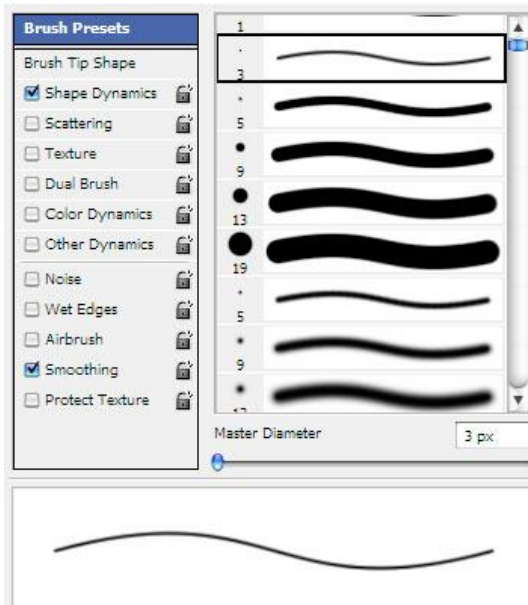 Brush Presets
Brush Tip Shape
Shape Dynamics
Scattering
Texture
Dual Brush
Color Dynamics
Other Dynamics
Noise
Wet Edges
Airbrush
Smoothing
Protect Texture
1
3
5
9
13
19
5
9
Master Diameter
3 px